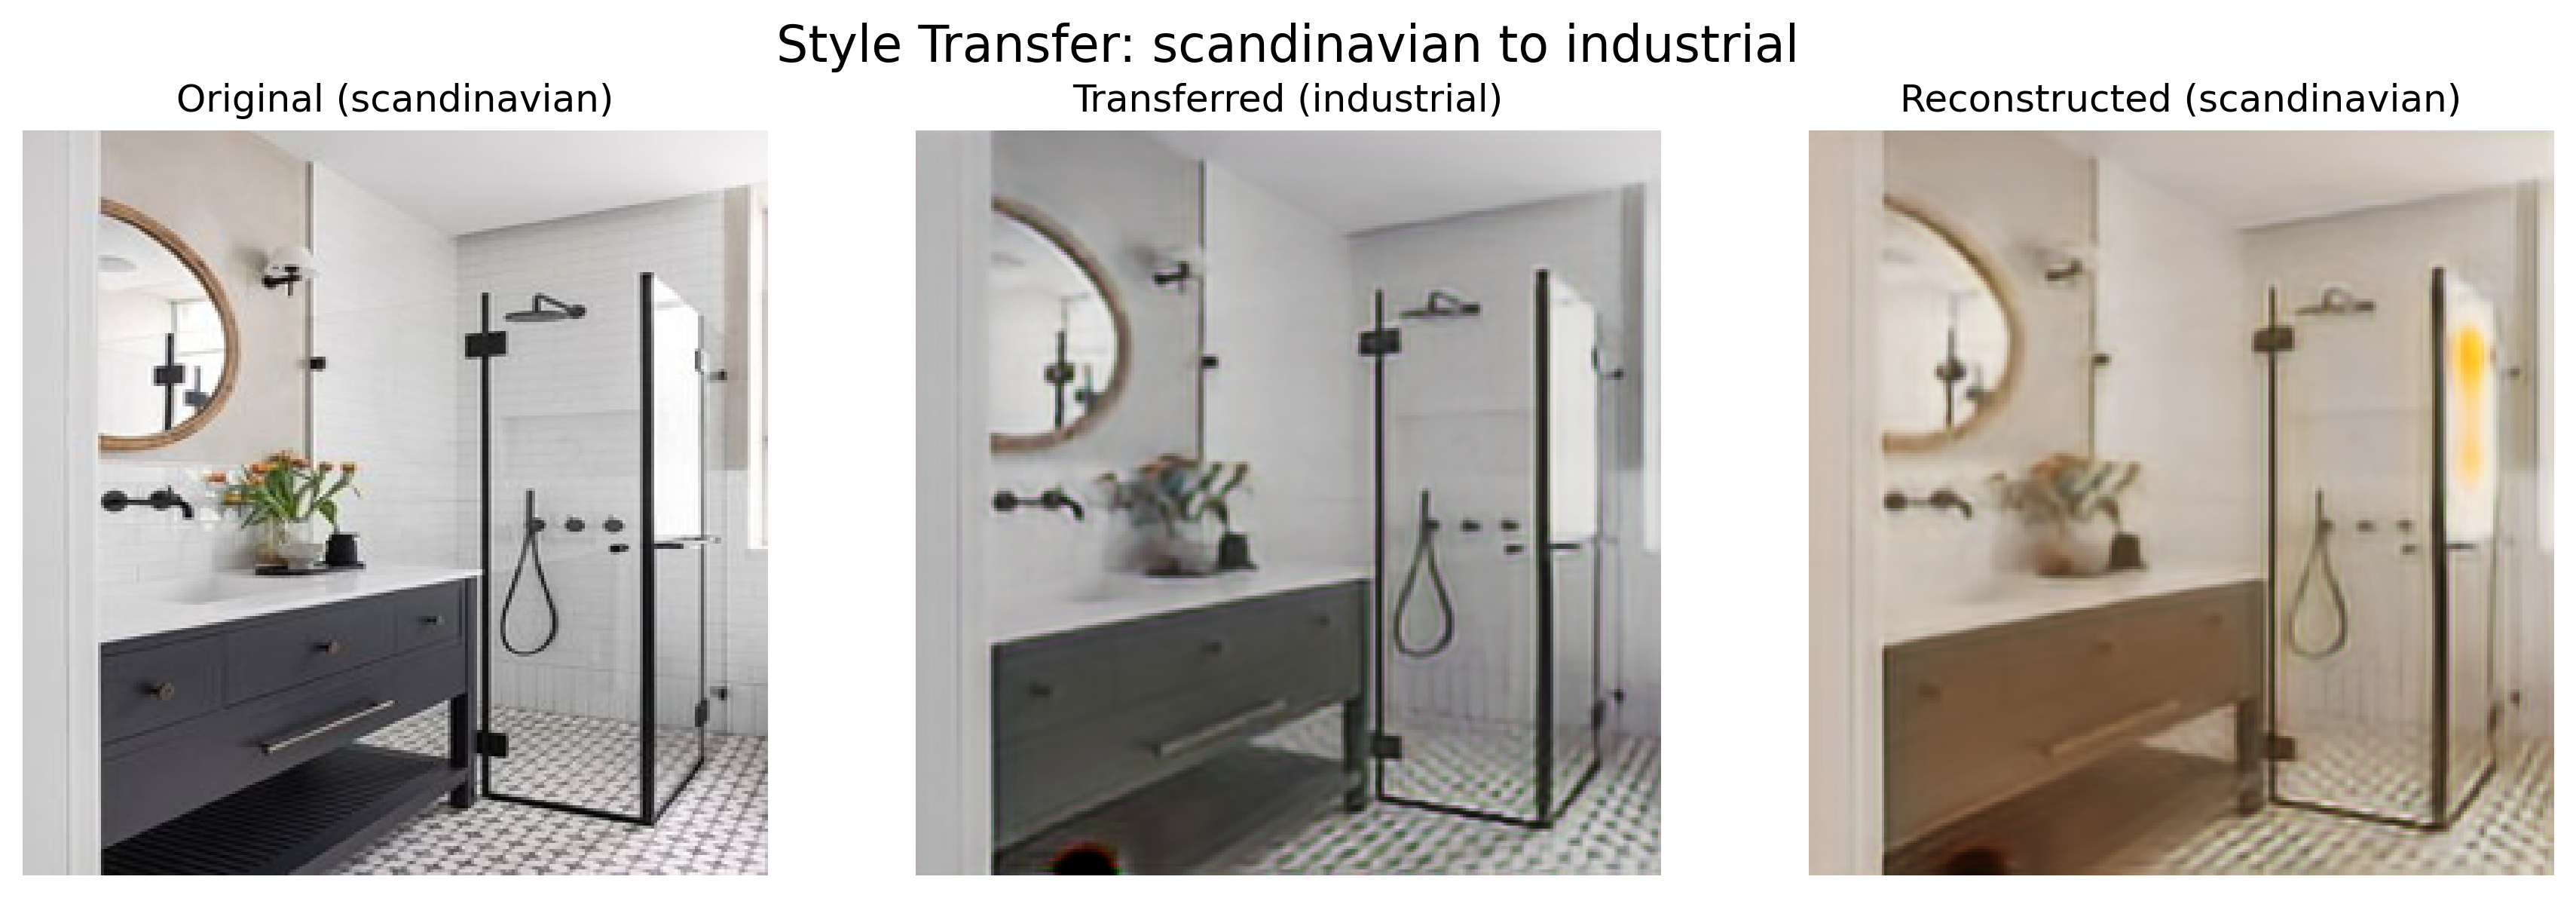 Style Transfer: scandinavian to industrial
Original (scandinavian)
Transferred (industrial)
Reconstructed (scandinavian)